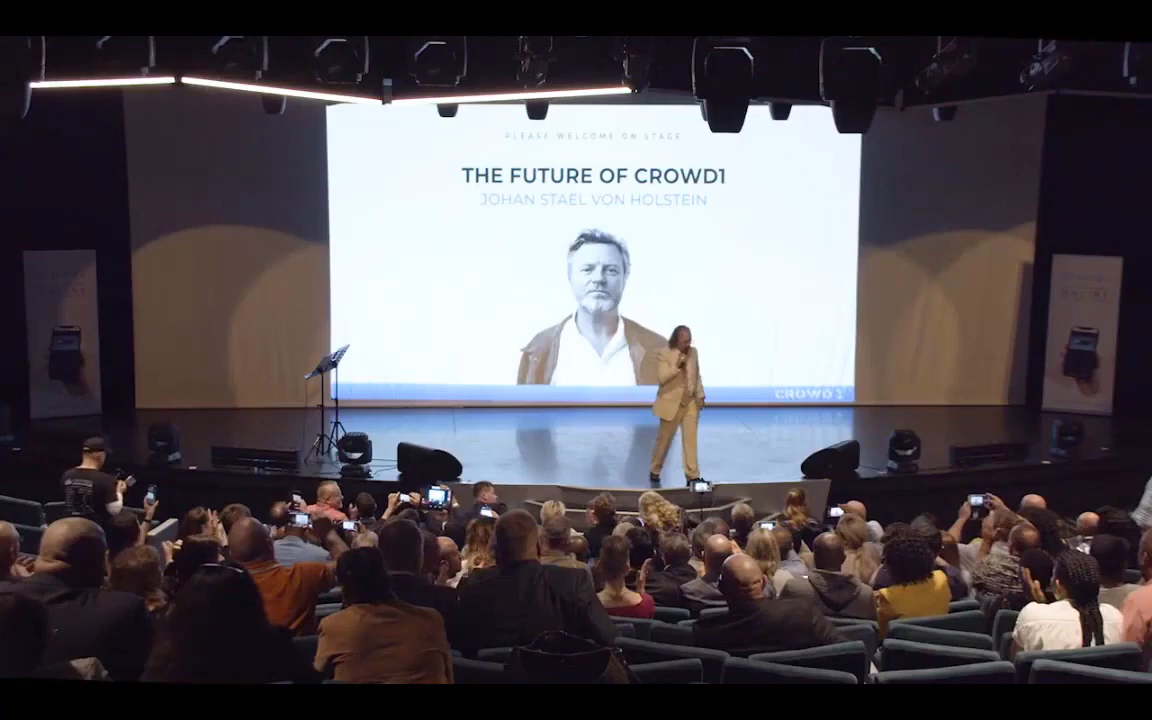 PLEASE WELCOME ON STAGE
THE FUTURE OF CROWD1
JOHAN STAEL VON HOLSTEIN
CROWD1